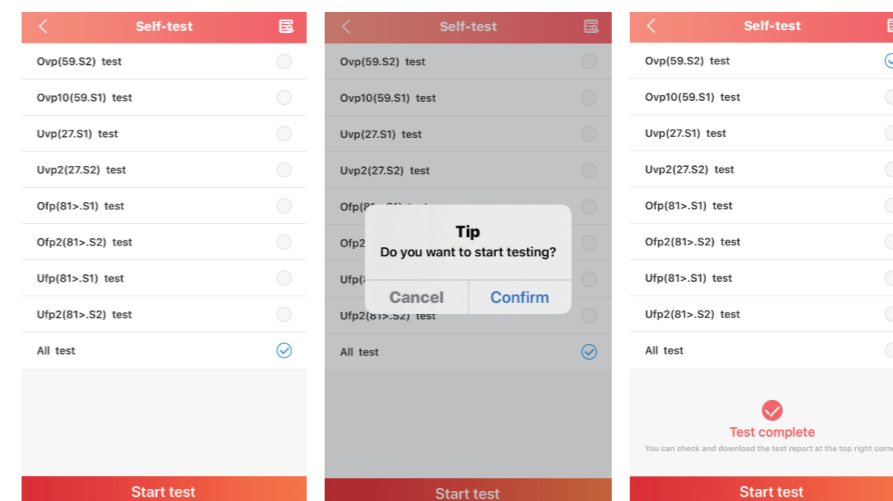 Self-test
Ovp(59.S2) test
Ovp10(59.S1) test
Uvp(27.S1) test
Uvp2(27.S2) test
Ofp(81>.S1) test
Ofp2(81>.S2) test
Ufp(81>.S1) test
Ufp2(81>.S2) test
All test
Start test
Self-test
Ovp(59.S2) test
Ovp10(59.S1) test
Uvp(27.S1) test
Uvp2(27.S2) test
Tip
Do you want to start testing?
Cancel
Confirm
Ufp2(81>.S2) test
All test
Start test
Self-test
Ovp(59.S2) test
Ovp10(59.S1) test
Uvp(27.S1) test
Uvp2(27.S2) test
Ofp(81>.S1) test
Ofp2(81>.S2) test
Ufp(81>.S1) test
Ufp2(81>.S2) test
All test
Test complete
You can check and download the test report at the top right
Start test